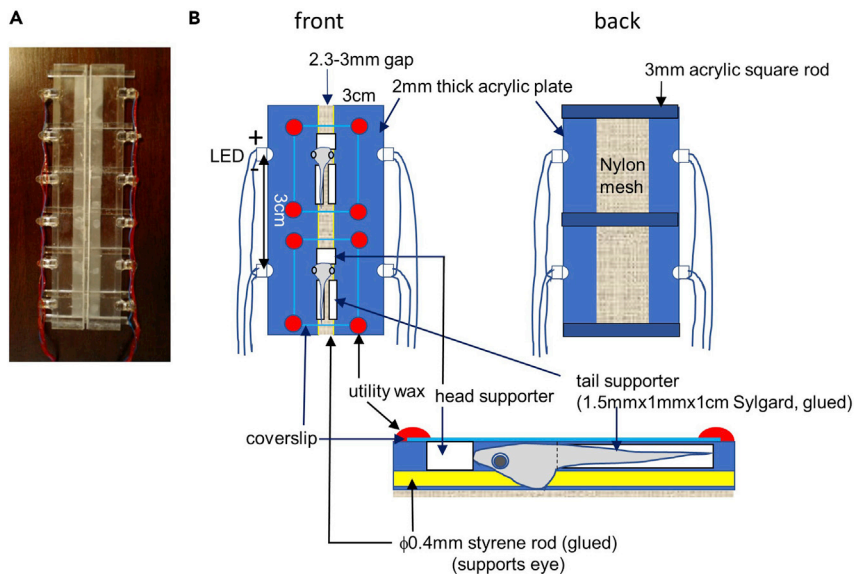 A
B
front
back
2.3-3mm gap
3cm
2mm thick acrylic plate
3mm acrylic square rod
+
LED
-
3cm
Nylon
mesh
utility wax
head supporter
tail supporter
(1.5mmx1mmx1cm Sylgard, glued)
coverslip
ϕ0.4mm styrene rod (glued)
(supports eye)